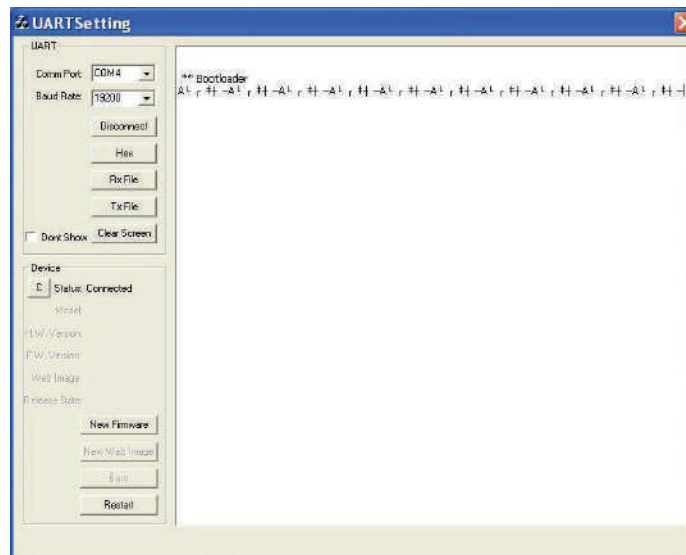 UARTSetting
UART
Comm Port: COM4
Baud Rate: 19200
Disconnect
Hex
Rx File
Tx File
Dont Show
Clear Screen
** Bootloader
Device
Status: Connected
Model:
H.W. Version:
F.W. Version:
Web Image:
Release Date:
New Firmware
New Web Image
Burn
Restart